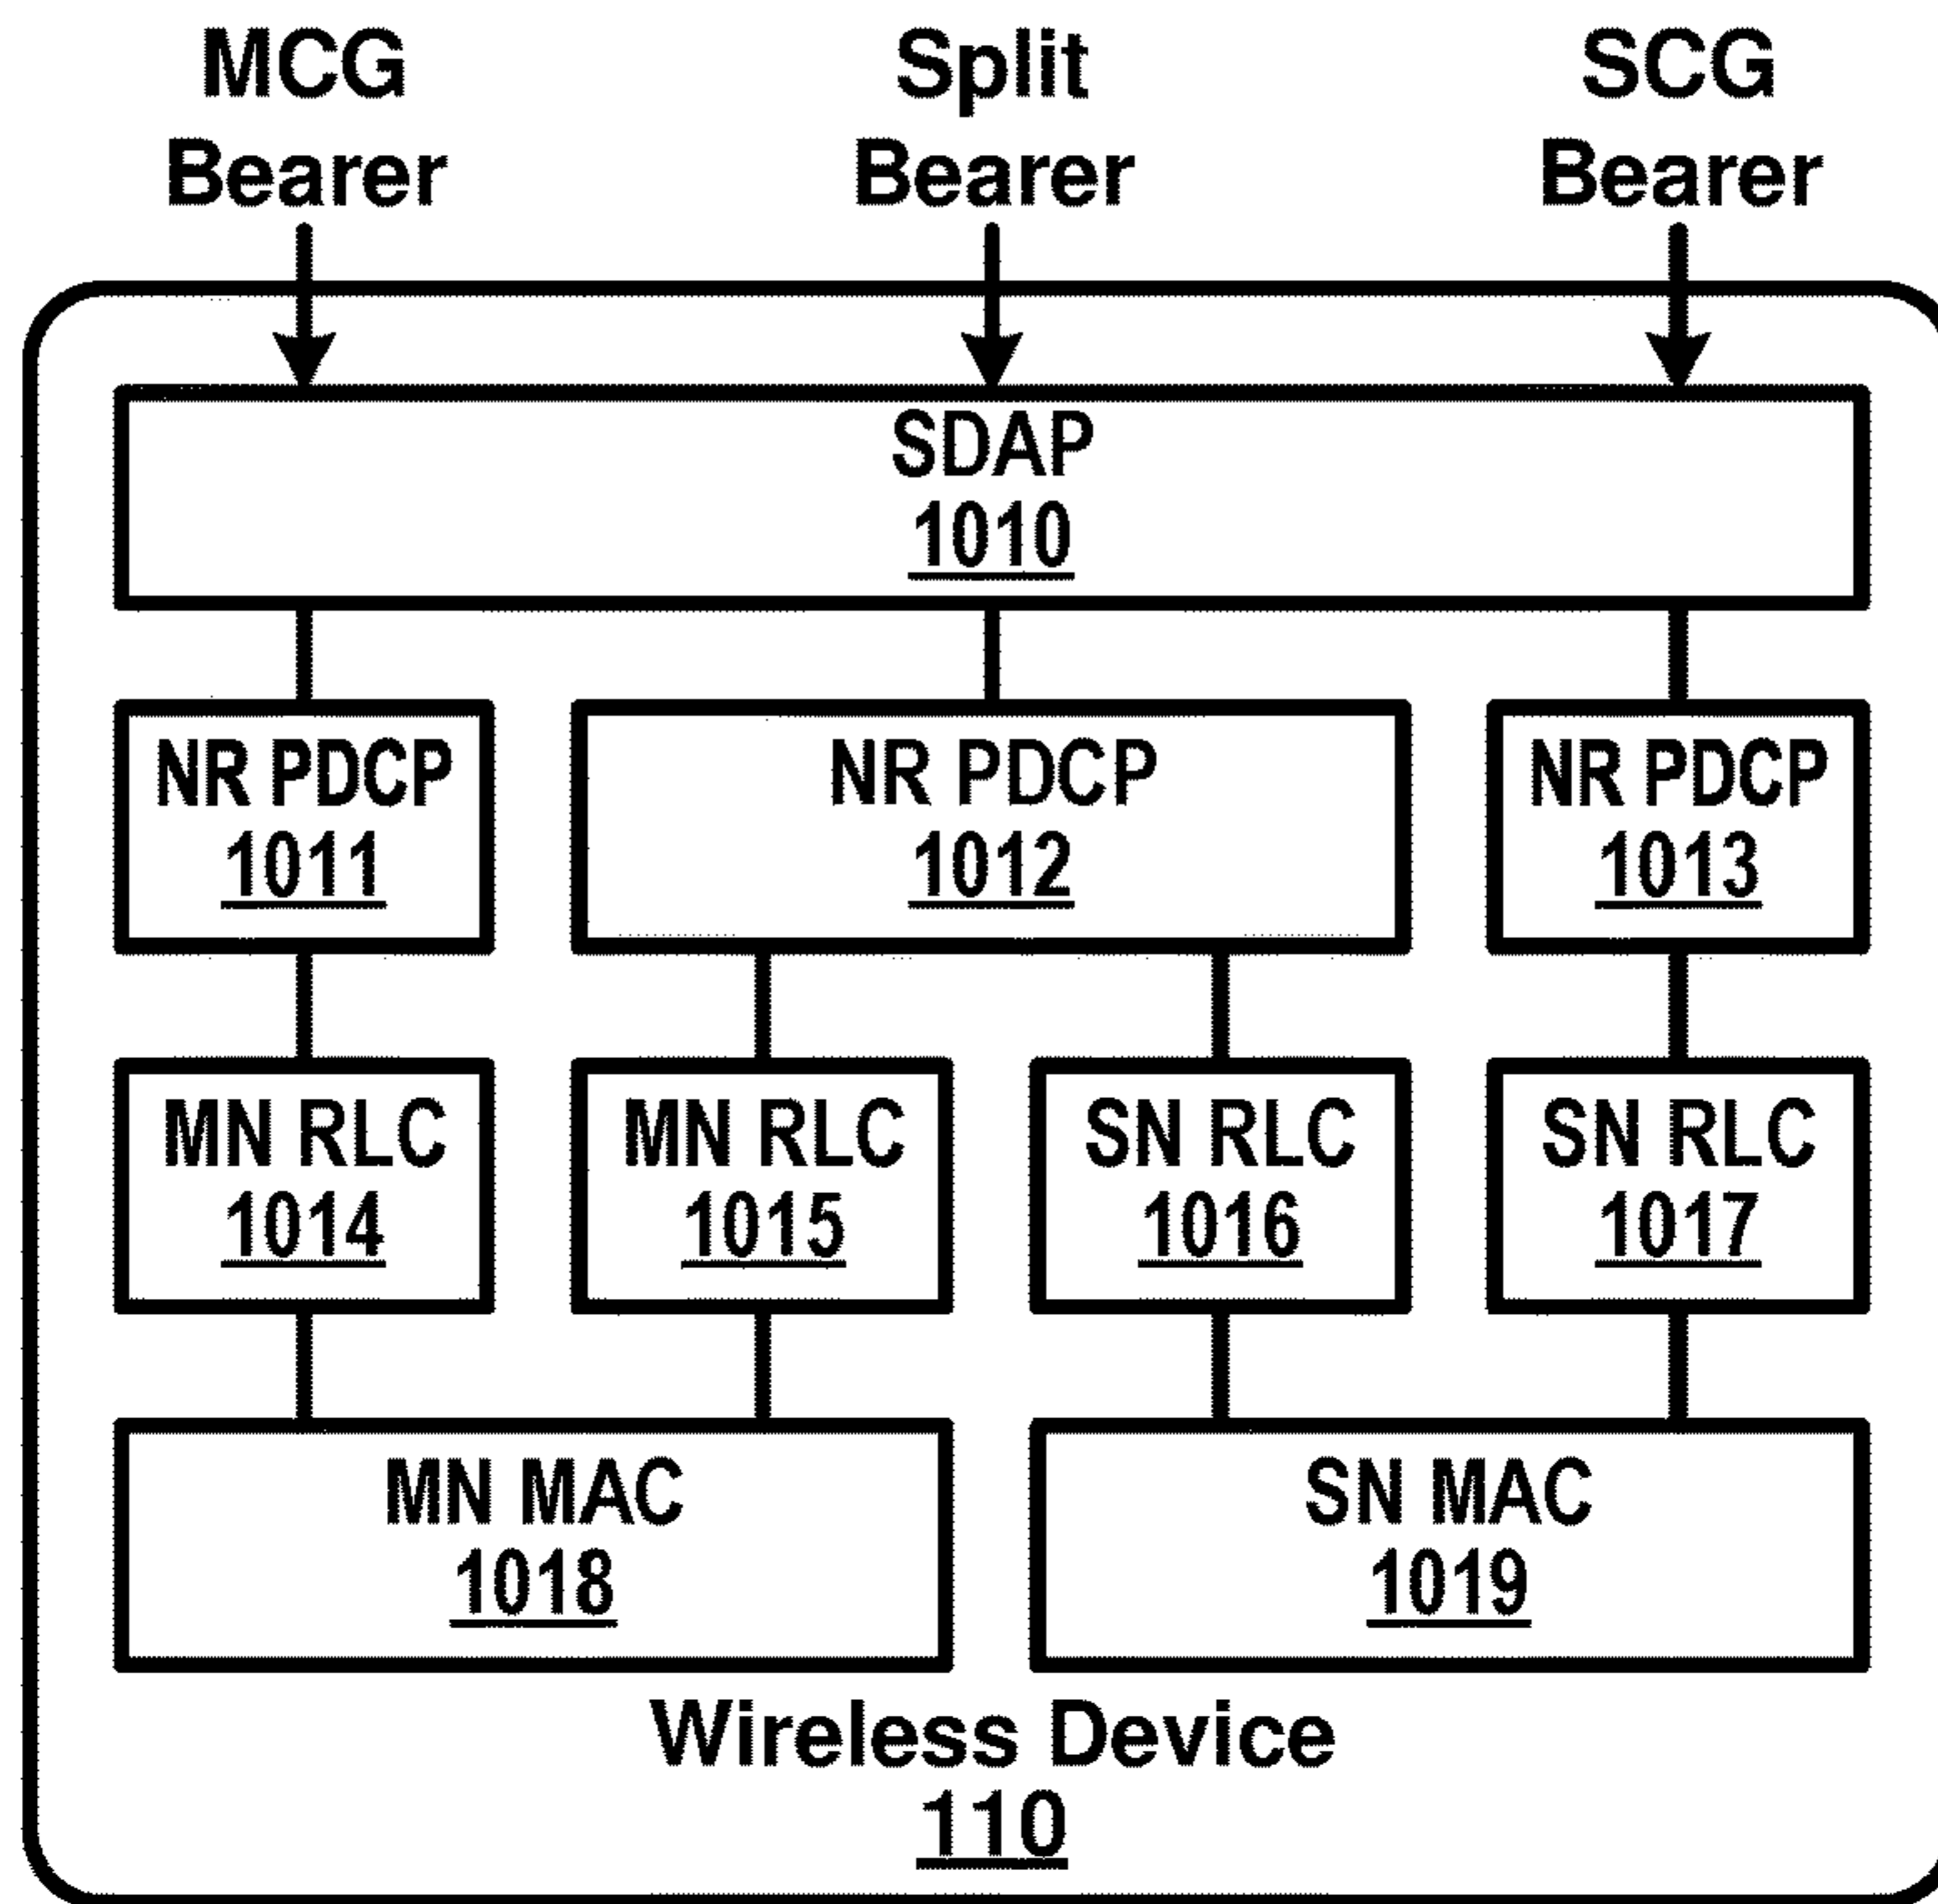 MCG
Bearer
Split
Bearer
SCG
Bearer
SDAP
1010
NR PDCP
1011
NR PDCP
1012
NR PDCP
1013
MN RLC
1014
MN RLC
1015
SN RLC
1016
SN RLC
1017
MN MAC
1018
SN MAC
1019
Wireless Device
110